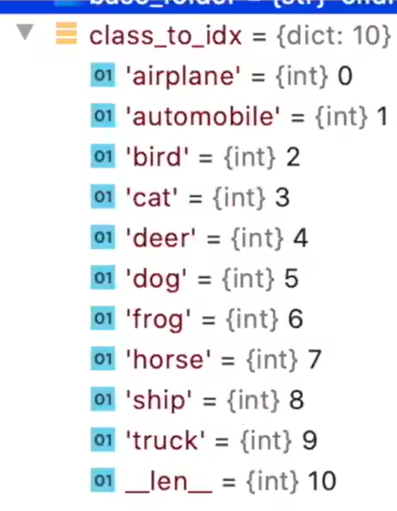 class_to_idx = {dict: 10}
01 'airplane' = {int} 0
01 'automobile' = {int} 1
01 'bird' = {int} 2
01 'cat' = {int} 3
01 'deer' = {int} 4
01 'dog' = {int} 5
01 'frog' = {int} 6
01 'horse' = {int} 7
01 'ship' = {int} 8
01 'truck' = {int} 9
01 __len__ = {int} 10